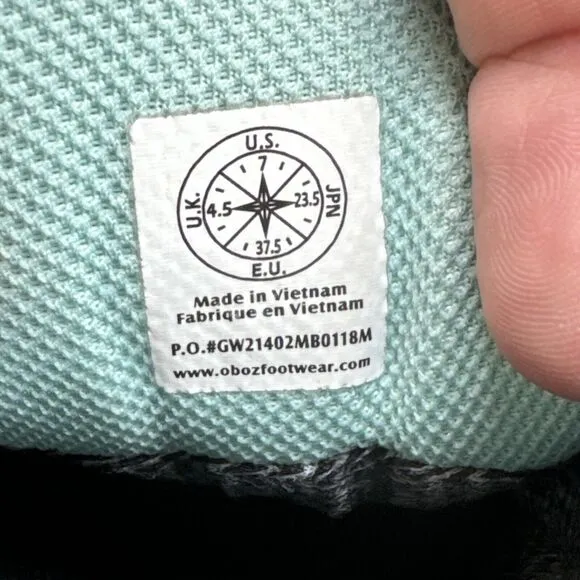 U.S.
7
U.K.
4.5
23.5
JPN
37.5
E.U.
Made in Vietnam
Fabrique en Vietnam
P.O.#GW21402MB0118M
www.obozfootwear.com